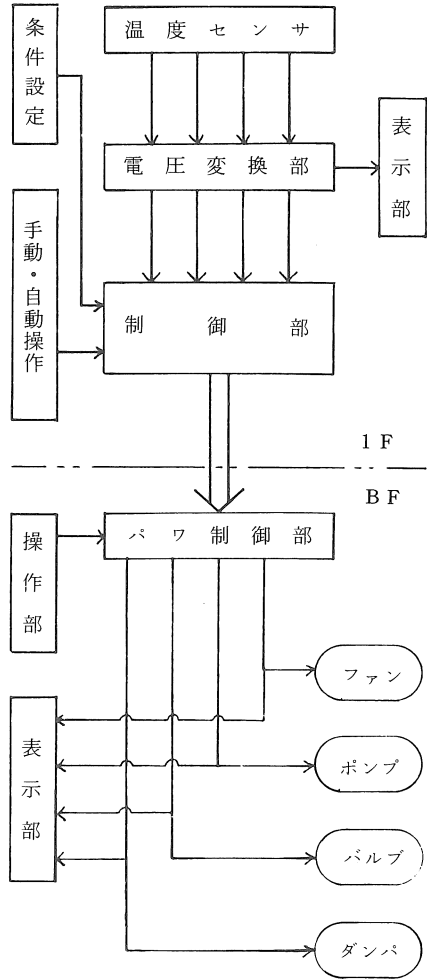 条件設定
温度センサ
電圧変換部
表示部
手動・自動操作
制御部
1F
BF
操作部
パワ制御部
ファン
表示部
ポンプ
バルブ
ダンパ